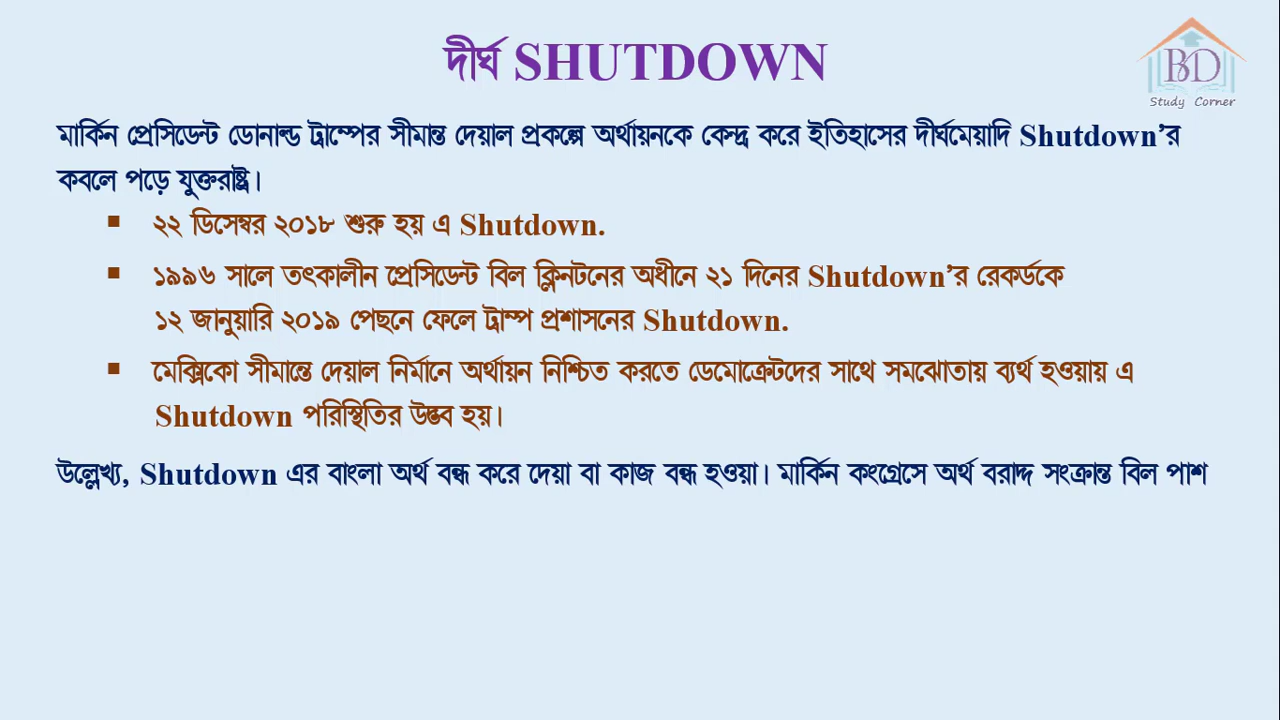 দীর্ঘ SHUTDOWN
BD
Study Corner
মার্কিন প্রেসিডেন্ট ডোনাল্ড ট্রাম্পের সীমান্ত দেয়াল প্রকল্পে অর্থায়নকে কেন্দ্র করে ইতিহাসের দীর্ঘমেয়াদি Shutdown’র
কবলে পড়ে যুক্তরাষ্ট্র।
▪ ২২ ডিসেম্বর ২০১৮ শুরু হয় এ Shutdown.
▪ ১৯৯৬ সালে তৎকালীন প্রেসিডেন্ট বিল ক্লিনটনের অধীনে ২১ দিনের Shutdown’র রেকর্ডকে
১২ জানুয়ারি ২০১৯ পেছনে ফেলে ট্রাম্প প্রশাসনের Shutdown.
▪ মেক্সিকো সীমান্তে দেয়াল নির্মানে অর্থায়ন নিশ্চিত করতে ডেমোক্রেটদের সাথে সমঝোতায় ব্যর্থ হওয়ায় এ
Shutdown পরিস্থিতির উদ্ভব হয়।
উল্লেখ্য, Shutdown এর বাংলা অর্থ বন্ধ করে দেয়া বা কাজ বন্ধ হওয়া। মার্কিন কংগ্রেসে অর্থ বরাদ্দ সংক্রান্ত বিল পাশ